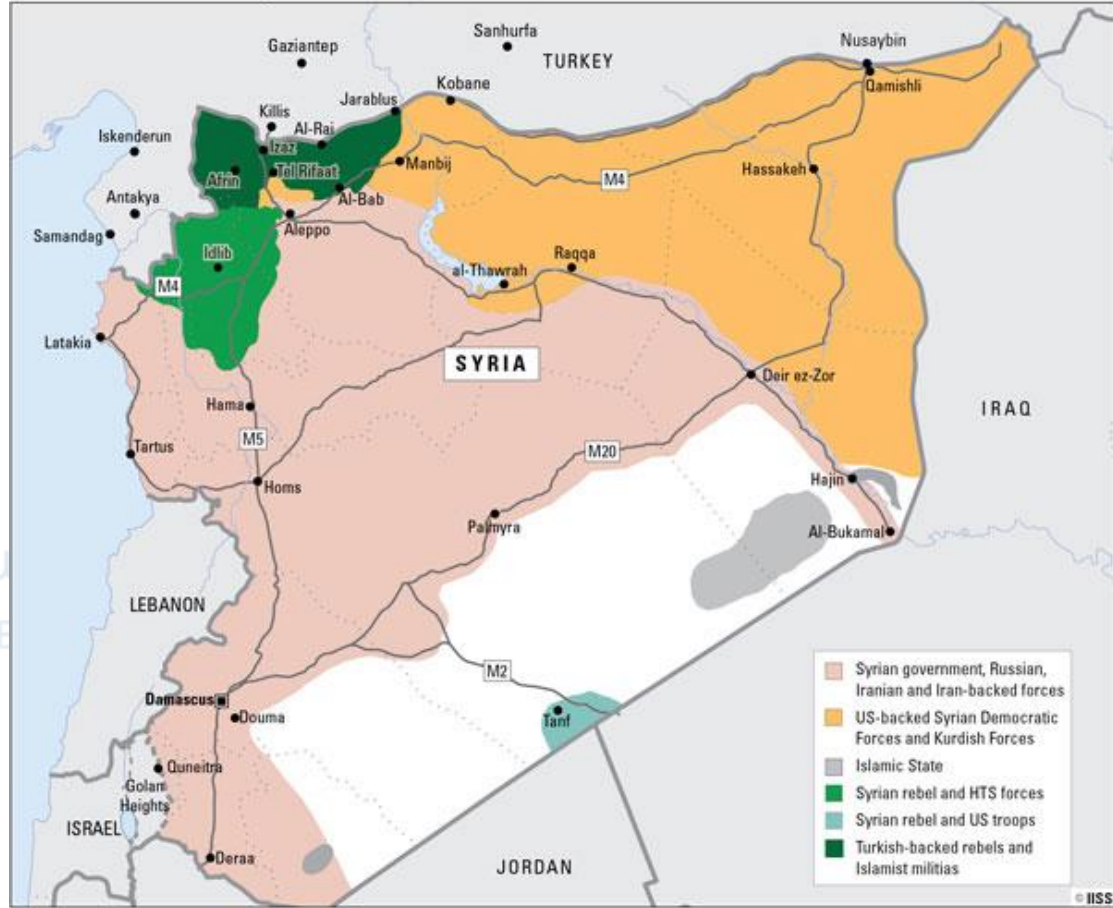 Sanhurfa
Gaziantep
TURKEY
Nusaybin
Qamishli
Kobane
Jarablus
Killis
Al-Rai
Iskenderun
Izaz
Tel Rifaat
Manbij
Hassakeh
Afrin
M4
Antakya
Al-Bab
Aleppo
Samandag
Idlib
Raqqa
al-Thawrah
M4
Latakia
SYRIA
Deir ez-Zor
Hama
IRAQ
M5
Tartus
M20
Homs
Hajin
Palmyra
Al-Bukamal
LEBANON
M2
Damascus
Douma
Tanf
Quneitra
Golan
Heights
ISRAEL
Deraa
JORDAN
Syrian government, Russian,
Iranian and Iran-backed forces
US-backed Syrian Democratic
Forces and Kurdish Forces
Islamic State
Syrian rebel and HTS forces
Syrian rebel and US troops
Turkish-backed rebels and
Islamist militias
© IISS